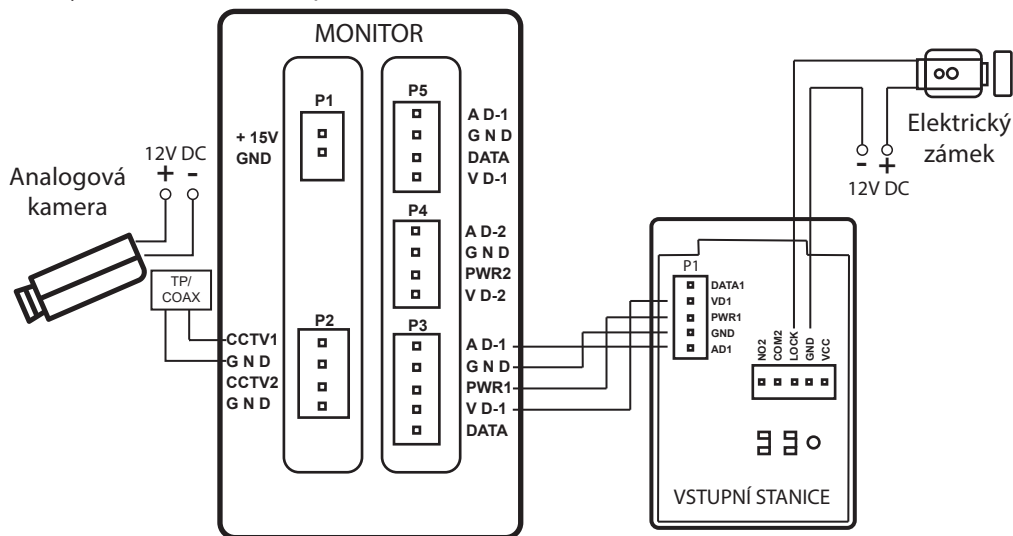 MONITOR
P1
+ 15V
GND
P5
A D-1
G N D
DATA
V D-1
P4
A D-2
G N D
PWR2
V D-2
P2
CCTV1
G N D
CCTV2
G N D
P3
A D-1
G N D
PWR1
V D-1
DATA
12V DC
+ -
Analogová
kamera
TP/
COAX
Elektrický
zámek
- +
12V DC
P1
DATA1
VD1
PWR1
GND
AD1
NO2
COM2
LOCK
GND
VCC
VSTUPNÍ STANICE